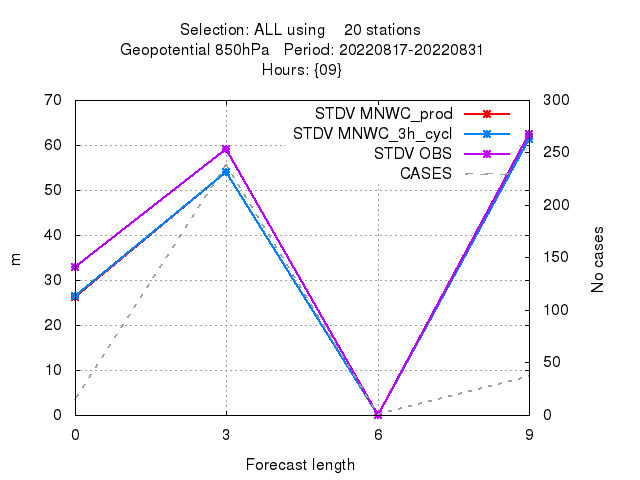 Selection: ALL using 20 stations
Geopotential 850hPa Period: 20220817-20220831
Hours: {09}
70
60
50
40
30
20
10
0
300
250
200
150
100
50
0
STDV MNWC_prod
STDV MNWC_3h_cycl
STDV OBS
CASES
m
No cases
0 3 6 9
Forecast length